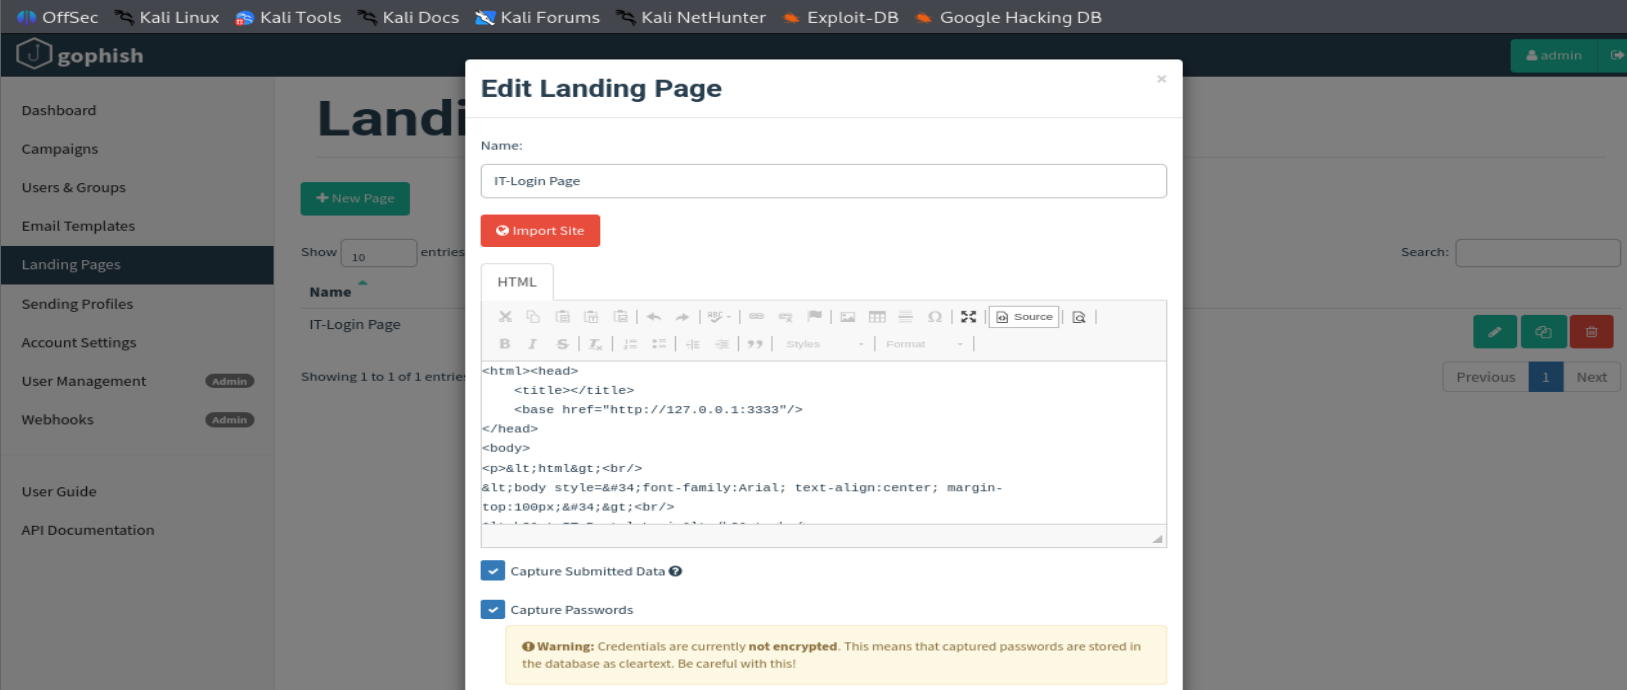 OffSec Kali Linux Kali Tools Kali Docs Kali Forums Kali NetHunter Exploit-DB Google Hacking DB
gophish
admin
Dashboard
Campaigns
Users & Groups
Email Templates
Landing Pages
Sending Profiles
Account Settings
User Management Admin
Webhooks Admin
User Guide
API Documentation
Landi
New Page
Show 10 entries
Search:
Name
IT-Login Page
Showing 1 to 1 of 1 entries
Previous 1 Next
Edit Landing Page
×
Name:
IT-Login Page
Import Site
HTML
Source
Styles Format
<html><head>
<title></title>
<base href="http://127.0.0.1:3333"/>
</head>
<body>
<p>&lt;html&gt;<br/>
&lt;body style=&#34;font-family:Arial; text-align:center; margin-
top:100px;&#34;&gt;<br/>
Capture Submitted Data
Capture Passwords
Warning: Credentials are currently not encrypted. This means that captured passwords are stored in
the database as cleartext. Be careful with this!